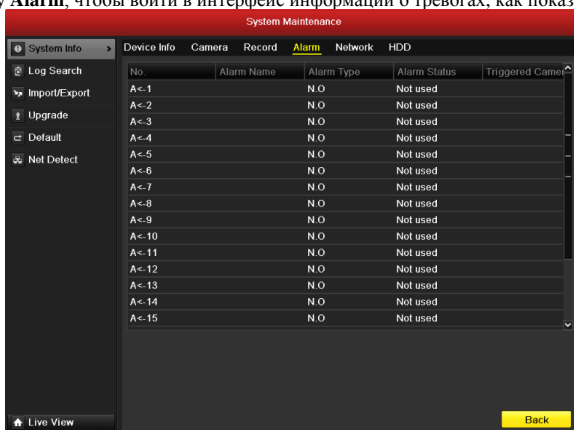 у Alarm, чтобы войти в интерфейс информации о тревогах, как показ
System Maintenance
System Info >
Log Search
Import/Export
Upgrade
Default
Net Detect
Live View
Device Info Camera Record Alarm Network HDD
No. Alarm Name Alarm Type Alarm Status Triggered Camer
A<-1 N.O Not used
A<-2 N.O Not used
A<-3 N.O Not used
A<-4 N.O Not used
A<-5 N.O Not used
A<-6 N.O Not used
A<-7 N.O Not used
A<-8 N.O Not used
A<-9 N.O Not used
A<-10 N.O Not used
A<-11 N.O Not used
A<-12 N.O Not used
A<-13 N.O Not used
A<-14 N.O Not used
A<-15 N.O Not used
Back